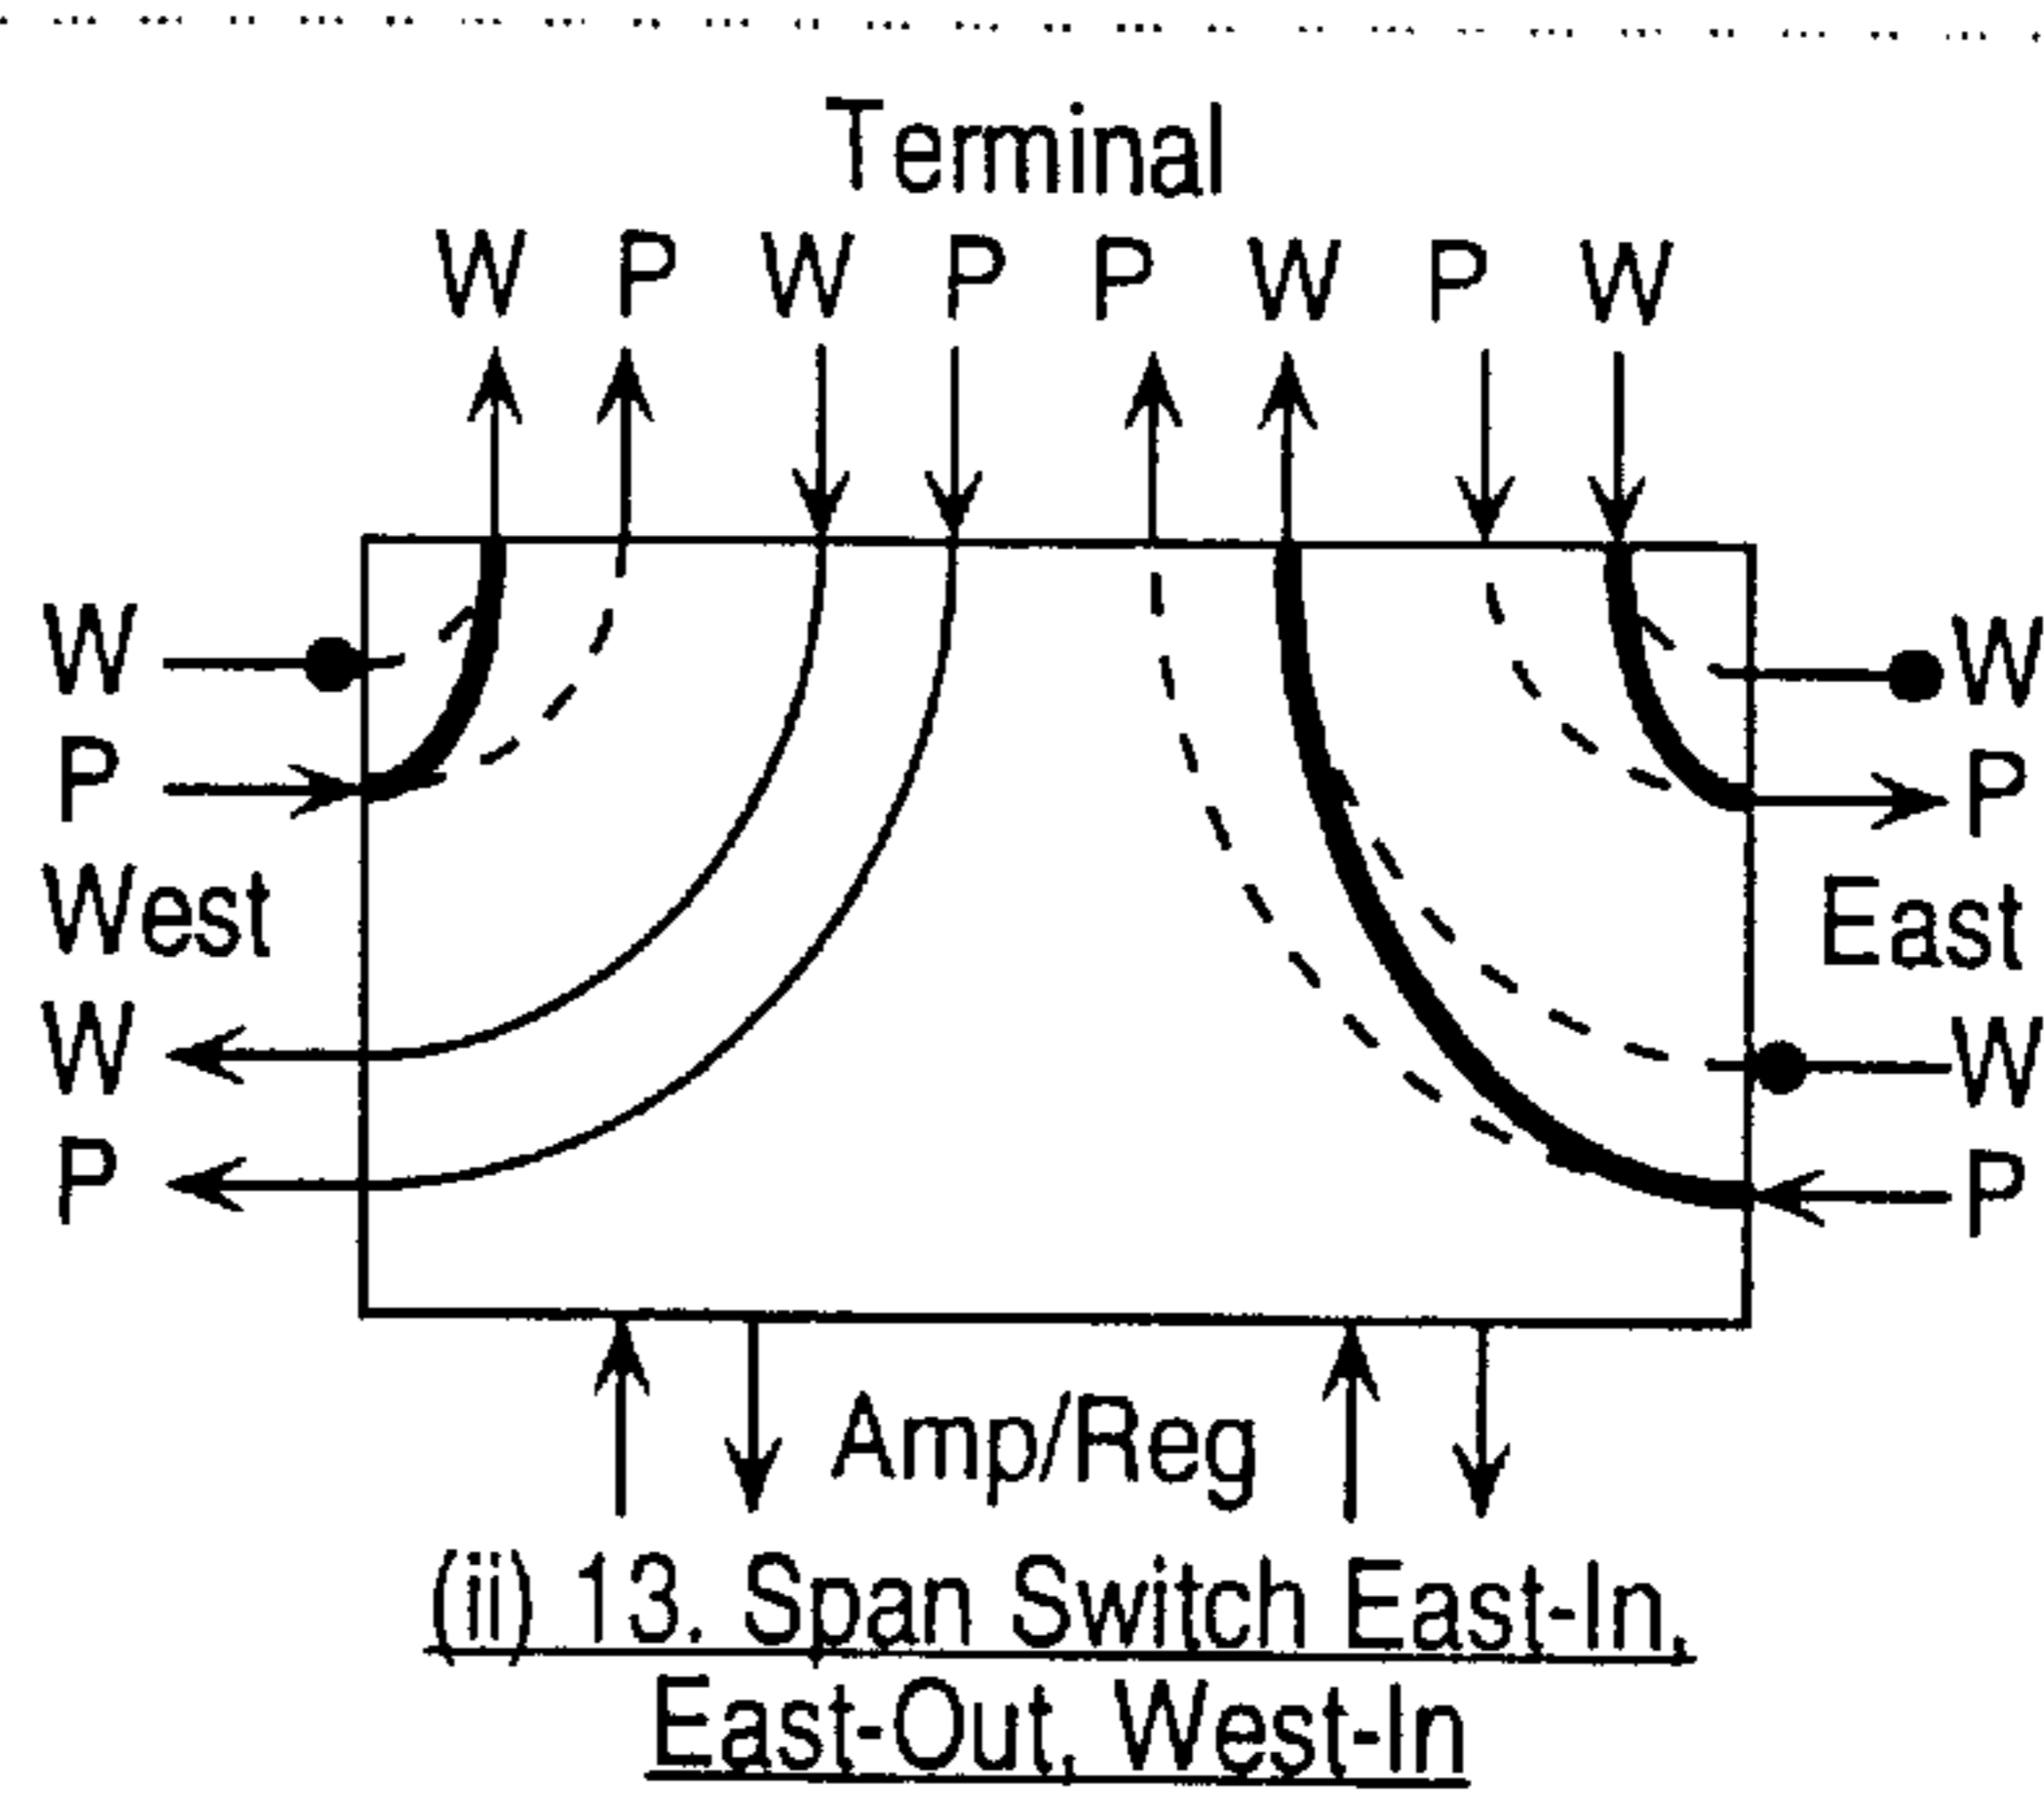 Terminal
W P W P P W P W
W W
P P
West East
W W
P P
Amp/Reg
(ii) 13. Span Switch East-In,
East-Out, West-In